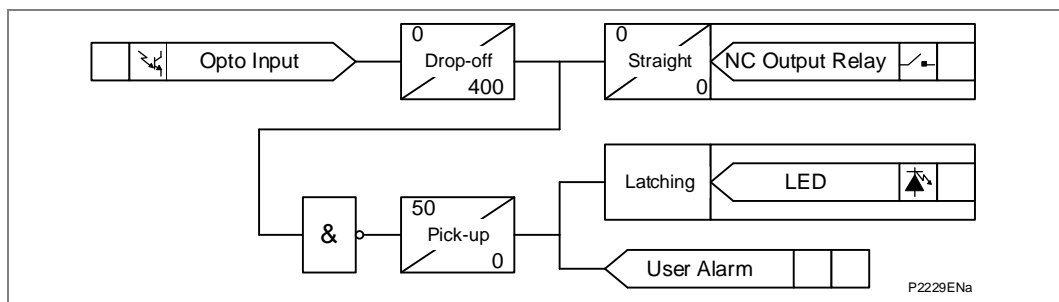 0
Drop-off
400
Opto Input
0
Straight
0
NC Output Relay
&
50
Pick-up
0
Latching
LED
User Alarm
P2229ENa